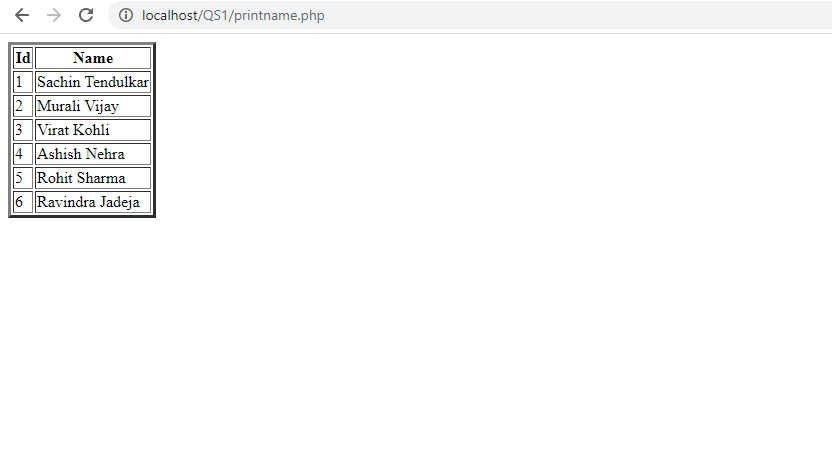 localhost/QS1/printname.php
Id Name
1 Sachin Tendulkar
2 Murali Vijay
3 Virat Kohli
4 Ashish Nehra
5 Rohit Sharma
6 Ravindra Jadeja